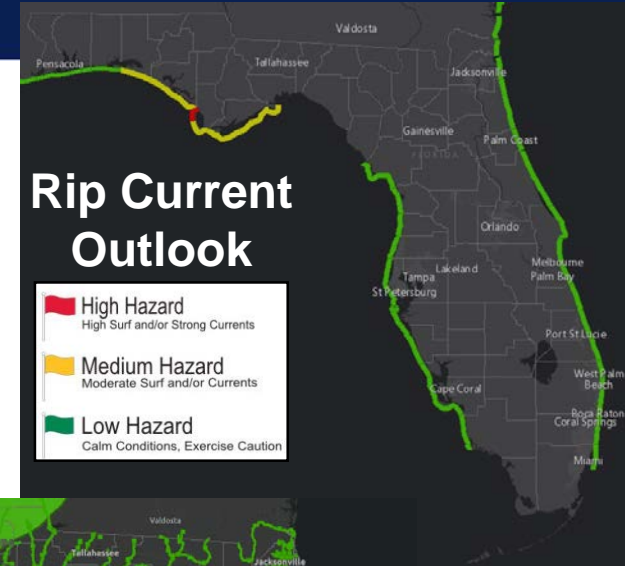 Valdosta
Pensacola
Tallahassee
Jacksonville
Gainesville
Palm Coast
FLORIDA
Rip Current
Outlook
Orlando
Melbourne
Palm Bay
Lakeland
Tampa
St Petersburg
High Hazard
High Surf and/or Strong Currents
Medium Hazard
Moderate Surf and/or Currents
Low Hazard
Calm Conditions, Exercise Caution
Port St Lucie
West Palm
Beach
Cape Coral
Boca Raton
Coral Springs
Miami
Valdosta
Tallahassee
Jacksonville